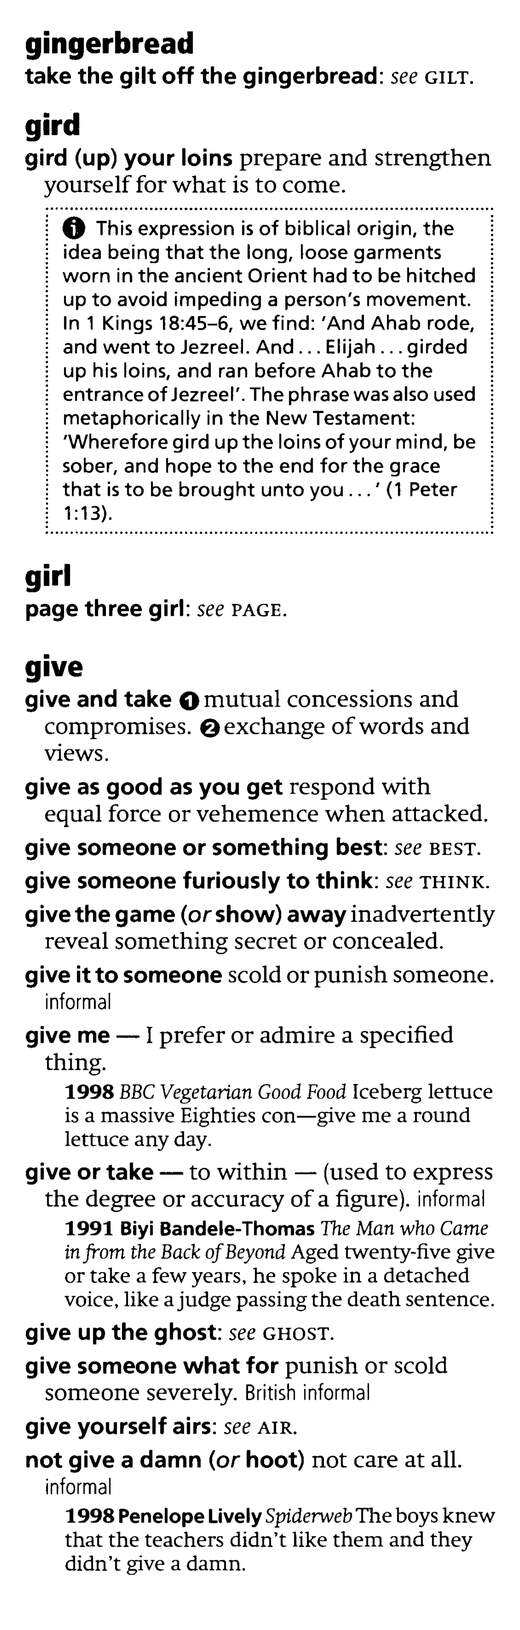 gingerbread
take the gilt off the gingerbread: see GILT.
gird
gird (up) your loins prepare and strengthen
yourself for what is to come.
ℹ This expression is of biblical origin, the
idea being that the long, loose garments
worn in the ancient Orient had to be hitched
up to avoid impeding a person's movement.
In 1 Kings 18:45–6, we find: 'And Ahab rode,
and went to Jezreel. And ... Elijah ... girded
up his loins, and ran before Ahab to the
entrance of Jezreel'. The phrase was also used
metaphorically in the New Testament:
'Wherefore gird up the loins of your mind, be
sober, and hope to the end for the grace
that is to be brought unto you ... ' (1 Peter
1:13).
girl
page three girl: see PAGE.
give
give and take ❶ mutual concessions and
compromises. ❷ exchange of words and
views.
give as good as you get respond with
equal force or vehemence when attacked.
give someone or something best: see BEST.
give someone furiously to think: see THINK.
give the game (or show) away inadvertently
reveal something secret or concealed.
give it to someone scold or punish someone.
informal
give me — I prefer or admire a specified
thing.
1998 BBC Vegetarian Good Food Iceberg lettuce
is a massive Eighties con—give me a round
lettuce any day.
give or take — to within — (used to express
the degree or accuracy of a figure). informal
1991 Biyi Bandele-Thomas The Man who Came
in from the Back of Beyond Aged twenty-five give
or take a few years, he spoke in a detached
voice, like a judge passing the death sentence.
give up the ghost: see GHOST.
give someone what for punish or scold
someone severely. British informal
give yourself airs: see AIR.
not give a damn (or hoot) not care at all.
informal
1998 Penelope Lively Spiderweb The boys knew
that the teachers didn't like them and they
didn't give a damn.